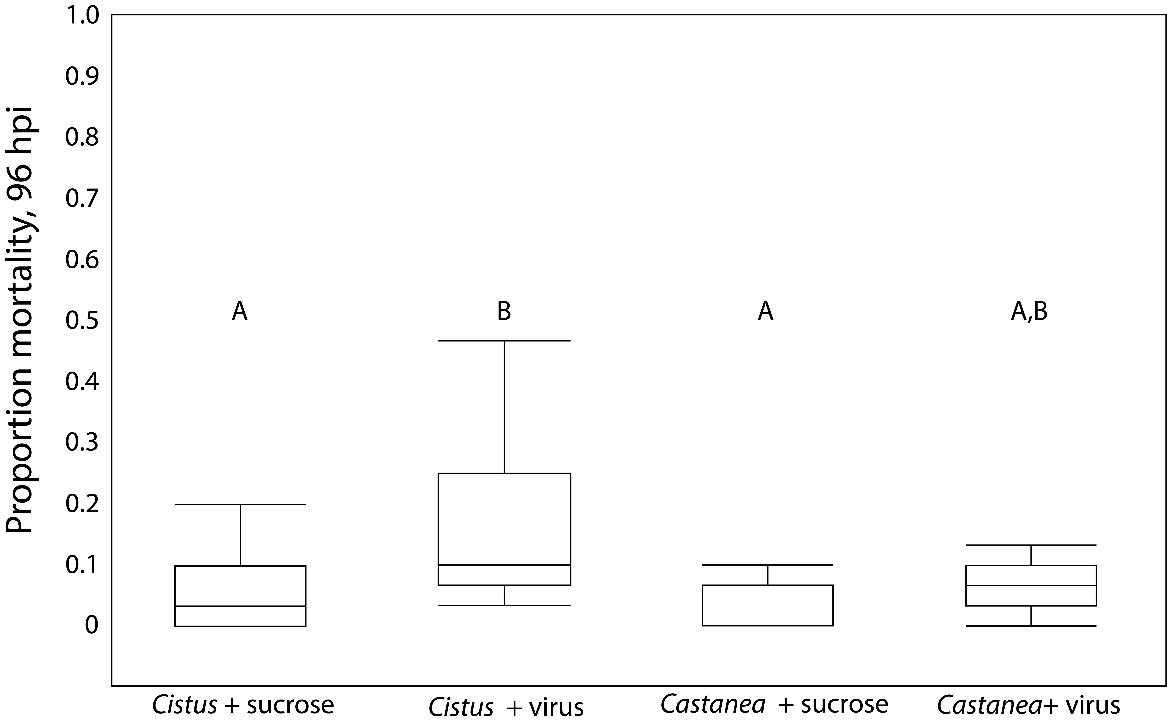 Proportion mortality, 96 hpi
1.0
0.9
0.8
0.7
0.6
0.5
0.4
0.3
0.2
0.1
0
A
B
A
A,B
Cistus + sucrose
Cistus + virus
Castanea + sucrose
Castanea+ virus